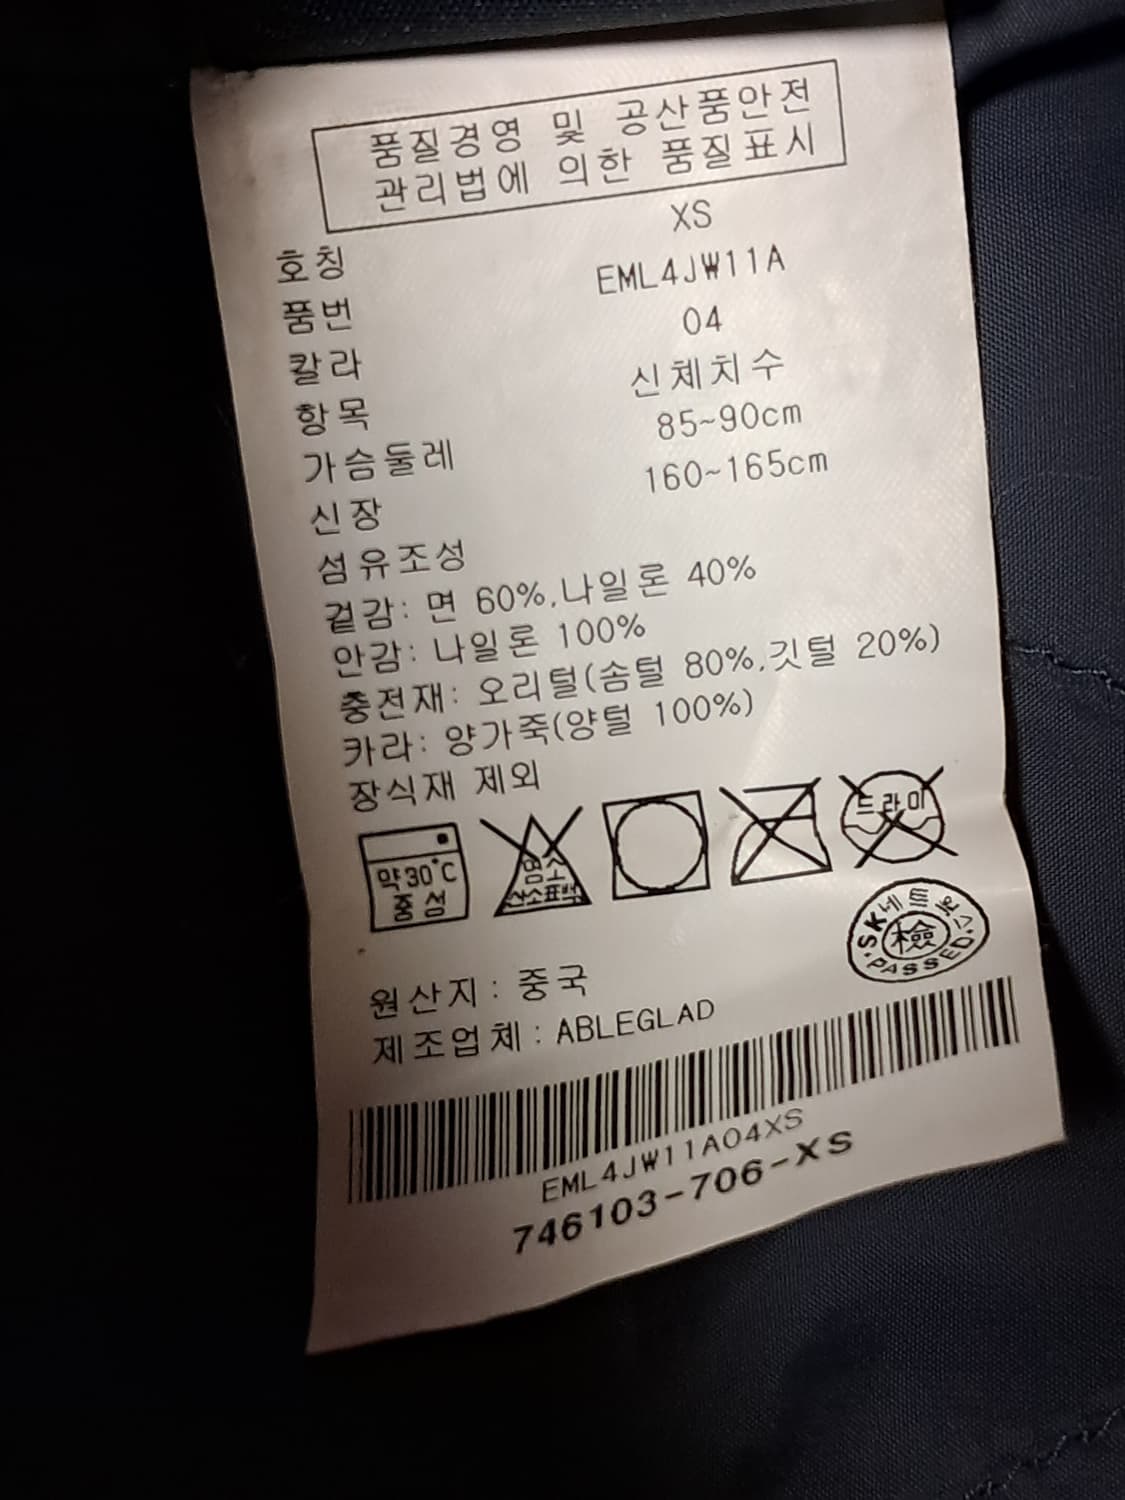 품질경영 및 공산품안전
관리법에 의한 품질표시
호칭 XS
품번 EML4JW11A
칼라 04
항목 신체치수
가슴둘레 85~90cm
신장 160~165cm
섬유조성
겉감: 면 60%,나일론 40%
안감: 나일론 100%
충전재: 오리털(솜털 80%,깃털 20%)
카라: 양가죽(양털 100%)
장식재 제외
약30°C
중성
염소
산소표백
드라이
SK네트웍스
檢
PASSED
원산지: 중국
제조업체: ABLEGLAD
EML4JW11A04XS
746103-706-XS